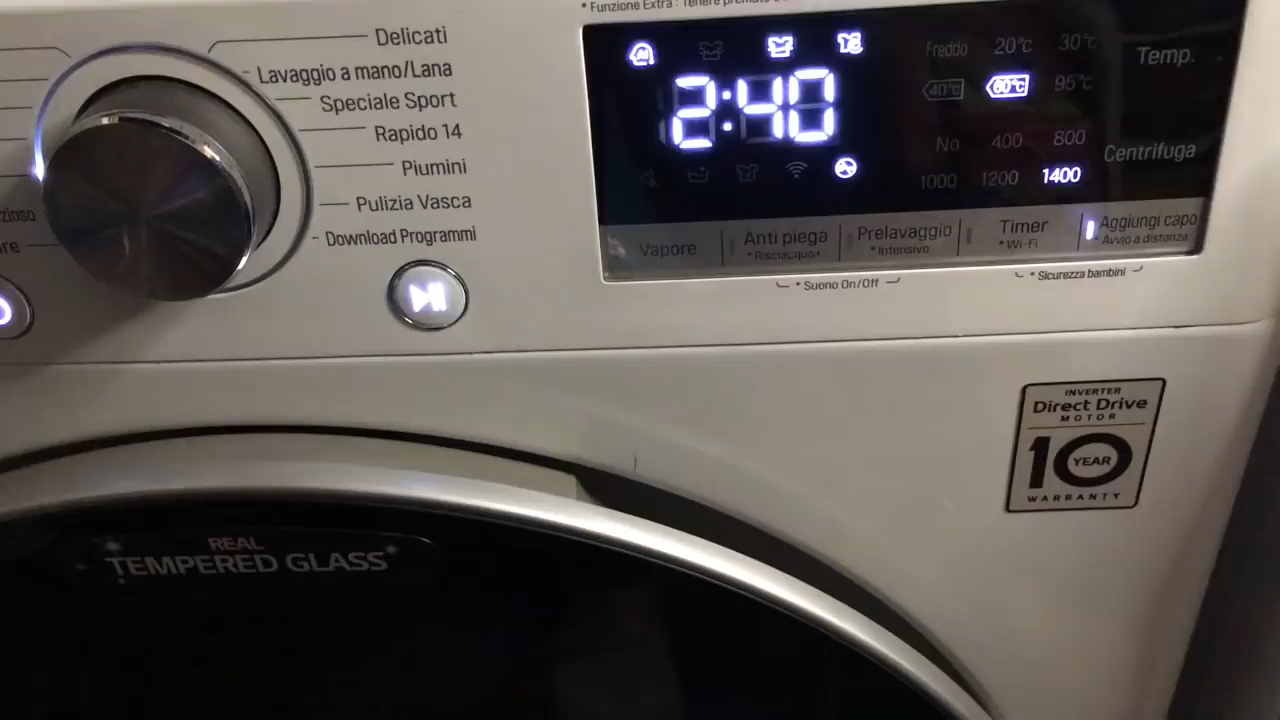 * Funzione Extra : Tenere premuto
Delicati
Lavaggio a mano/Lana
Speciale Sport
Rapido 14
Piumini
Pulizia Vasca
Download Programmi
AI
2:40
Freddo 20°c 30°c
40°c 60°c 95°c
Temp.
No 400 800
1000 1200 1400
Centrifuga
Vapore
Anti piega
* Risciacquo+
Prelavaggio
* Intensivo
Timer
* Wi-Fi
Aggiungi capo
* Avvio a distanza
* Suono On/Off
* Sicurezza bambini
INVERTER
Direct Drive
MOTOR
10 YEAR
WARRANTY
REAL
TEMPERED GLASS